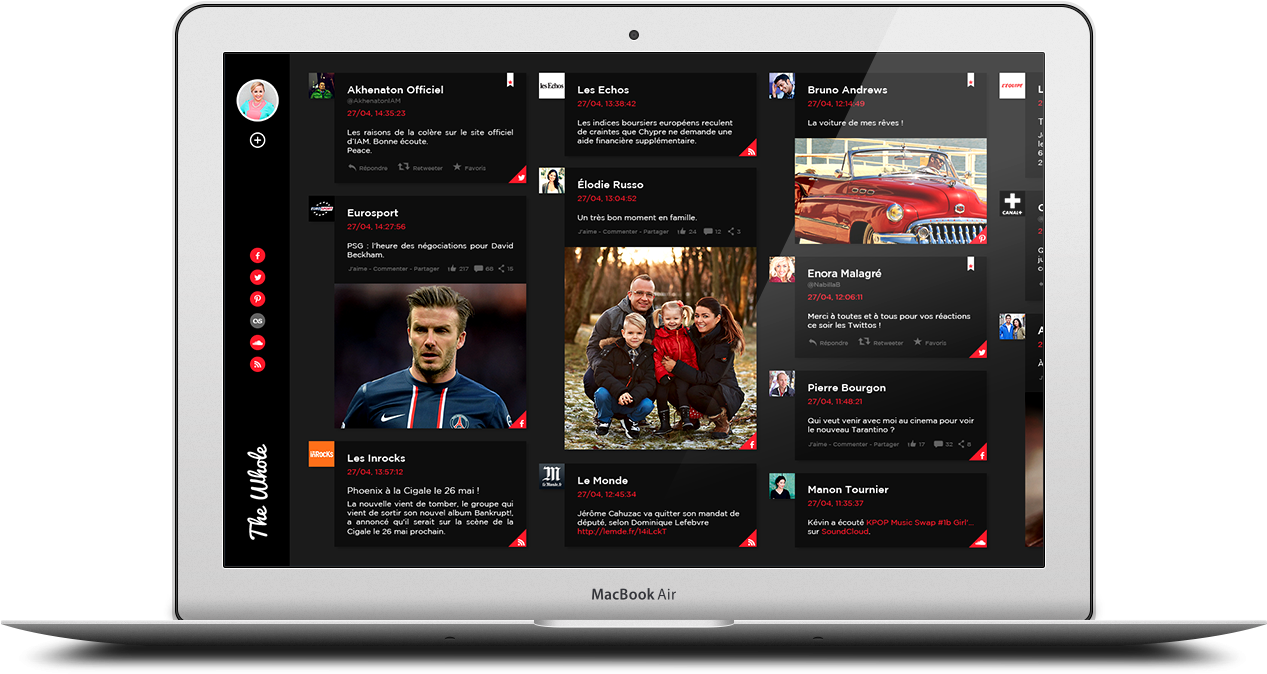 Akhenaton Officiel
@AkhenatonIAM
27/04, 14:35:23
Les raisons de la colère sur le site officiel
d'IAM. Bonne écoute.
Peace.
Répondre Retweeter Favoris
EUROSPORT
Eurosport
27/04, 14:27:56
PSG : l'heure des négociations pour David
Beckham.
J'aime - Commenter - Partager 217 68 15
inRocKs
Les Inrocks
27/04, 13:57:12
Phoenix à la Cigale le 26 mai !
La nouvelle vient de tomber, le groupe qui
vient de sortir son nouvel album Bankrupt!,
a annoncé qu'il serait sur la scène de la
Cigale le 26 mai prochain.
les Echos
Les Echos
27/04, 13:38:42
Les indices boursiers européens reculent
de craintes que Chypre ne demande une
aide financière supplémentaire.
Élodie Russo
27/04, 13:04:52
Un très bon moment en famille.
J'aime - Commenter - Partager 24 12 3
M
Le Monde.fr
Le Monde
27/04, 12:45:34
Jérôme Cahuzac va quitter son mandat de
député, selon Dominique Lefebvre
http://lemde.fr/14iLckT
Bruno Andrews
27/04, 12:14:49
La voiture de mes rêves !
Enora Malagré
@NabillaB
27/04, 12:06:11
Merci à toutes et à tous pour vos réactions
ce soir les Twittos !
Répondre Retweeter Favoris
Pierre Bourgon
27/04, 11:48:21
Qui veut venir avec moi au cinema pour voir
le nouveau Tarantino ?
J'aime - Commenter - Partager 17 32 8
Manon Tournier
27/04, 11:35:37
Kévin a écouté KPOP Music Swap #1b Girl'...
sur SoundCloud.
L'EQUIPE
CANAL+
The Whole
MacBook Air